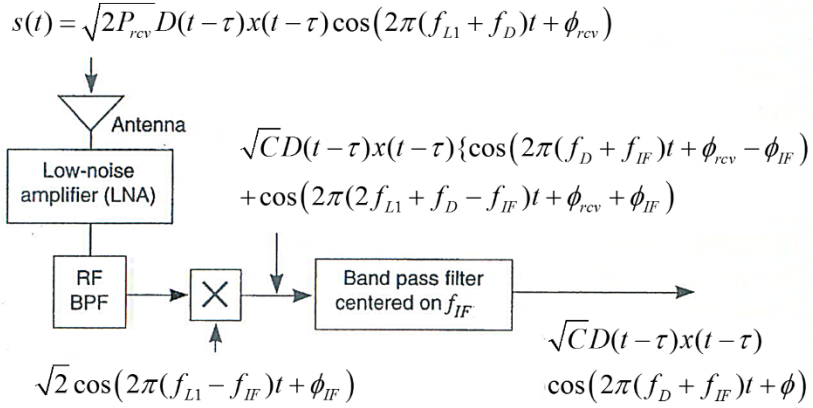 s(t) = √2P_rcv D(t − τ)x(t − τ)cos(2π(f_L1 + f_D)t + ϕ_rcv)
Antenna
√C D(t − τ)x(t − τ){cos(2π(f_D + f_IF)t + ϕ_rcv − ϕ_IF)
+cos(2π(2f_L1 + f_D − f_IF)t + ϕ_rcv + ϕ_IF)
Low-noise
amplifier (LNA)
RF
BPF
×
Band pass filter
centered on f_IF
√2 cos(2π(f_L1 − f_IF)t + ϕ_IF)
√C D(t − τ)x(t − τ)
cos(2π(f_D + f_IF)t + ϕ)